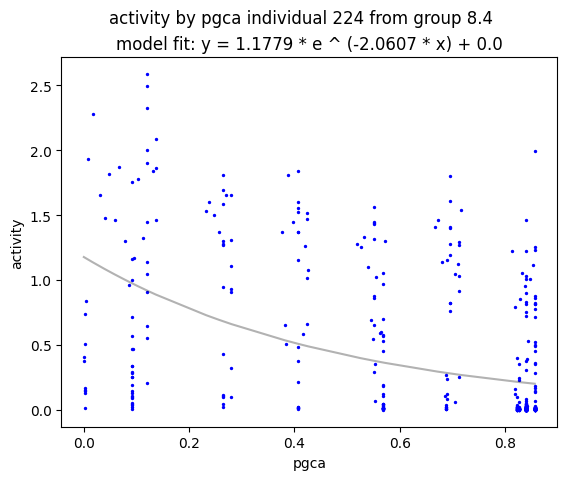 activity by pgca individual 224 from group 8.4
model fit: y = 1.1779 * e ^ (-2.0607 * x) + 0.0
2.5
2.0
1.5
activity
1.0
0.5
0.0
0.0 0.2 0.4 0.6 0.8
pgca